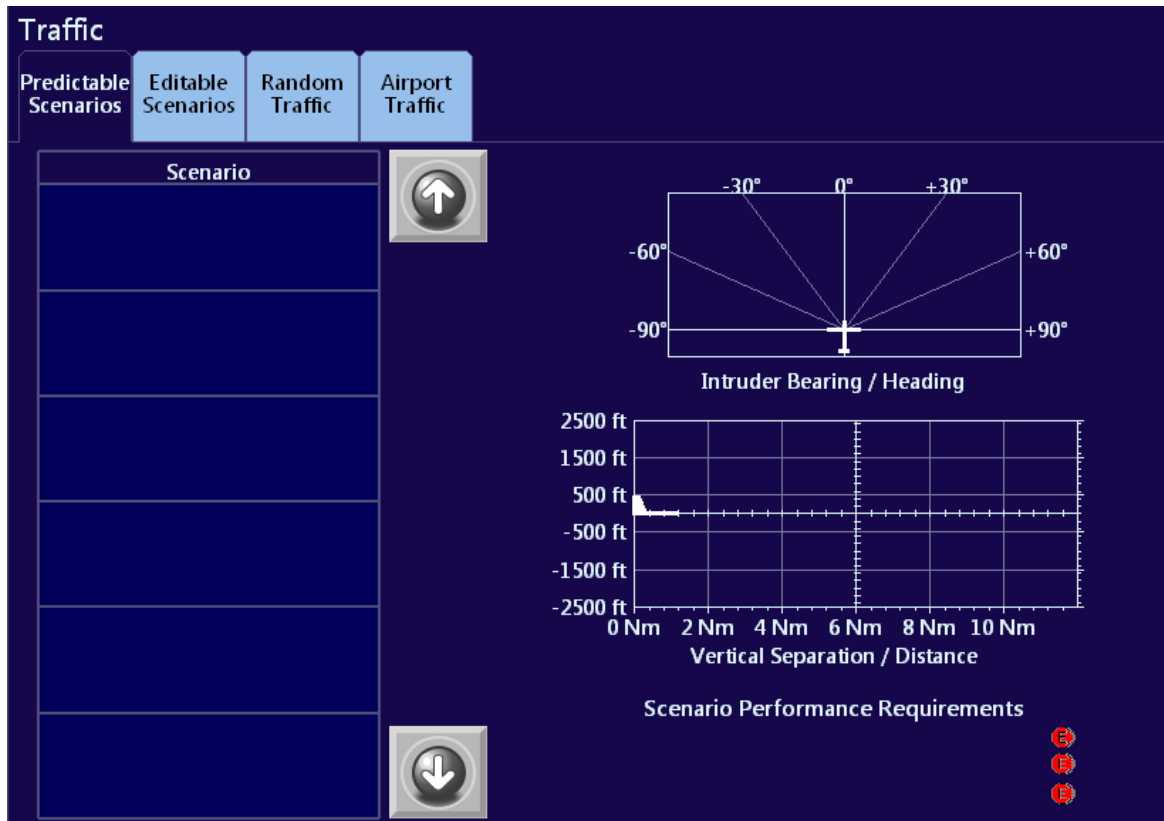 Traffic
Predictable Scenarios
Editable Scenarios
Random Traffic
Airport Traffic
Scenario
-30° 0° +30°
-60° +60°
-90° +90°
Intruder Bearing / Heading
2500 ft
1500 ft
500 ft
-500 ft
-1500 ft
-2500 ft
0 Nm 2 Nm 4 Nm 6 Nm 8 Nm 10 Nm
Vertical Separation / Distance
Scenario Performance Requirements
E
E
E